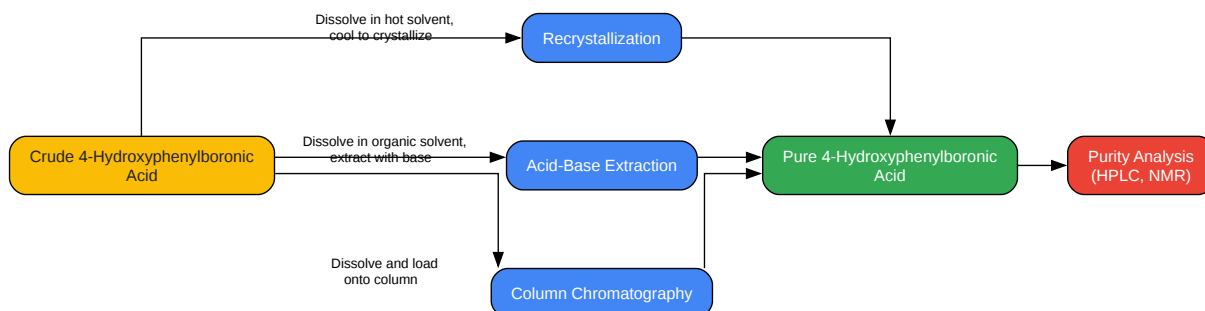 Dissolve in hot solvent,
cool to crystallize
Recrystallization
Crude 4-Hydroxyphenylboronic
Acid
Dissolve in organic solvent,
extract with base
Acid-Base Extraction
Pure 4-Hydroxyphenylboronic
Acid
Purity Analysis
(HPLC, NMR)
Dissolve and load
onto column
Column Chromatography